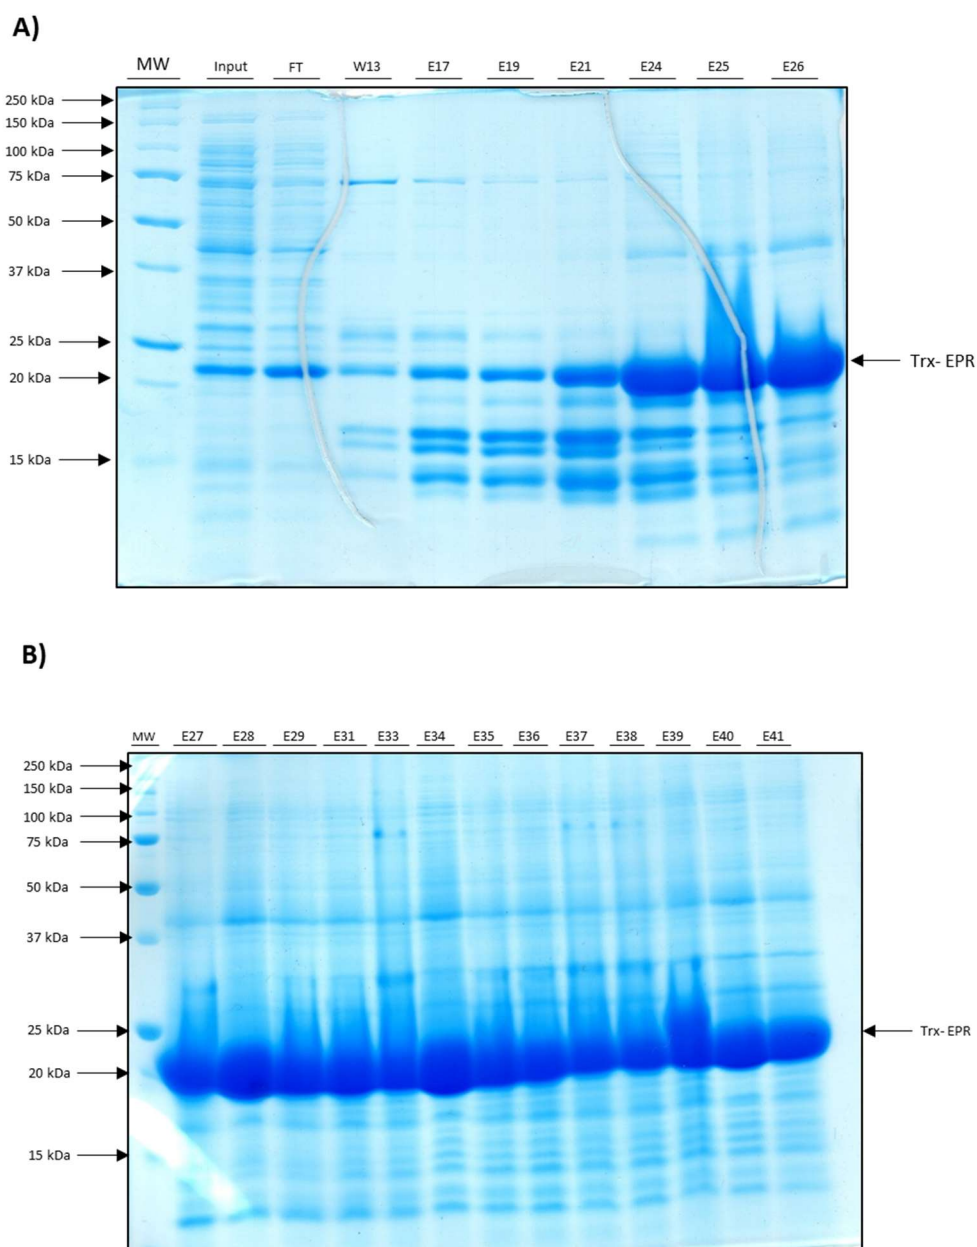 A)
MW Input FT W13 E17 E19 E21 E24 E25 E26
250 kDa
150 kDa
100 kDa
75 kDa
50 kDa
37 kDa
25 kDa
Trx- EPR
20 kDa
15 kDa
B)
MW E27 E28 E29 E31 E33 E34 E35 E36 E37 E38 E39 E40 E41
250 kDa
150 kDa
100 kDa
75 kDa
50 kDa
37 kDa
25 kDa
Trx- EPR
20 kDa
15 kDa